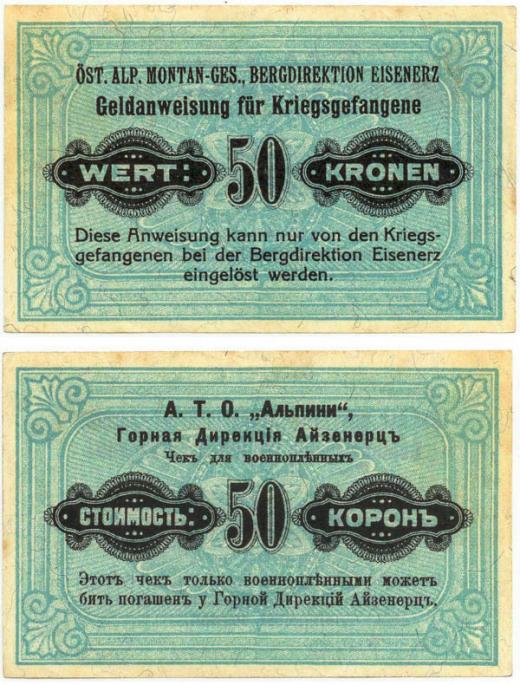 ÖST. ALP. MONTAN-GES., BERGDIREKTION EISENERZ
Geldanweisung für Kriegsgefangene
WERT: 50 KRONEN
Diese Anweisung kann nur von den Kriegs-
gefangenen bei der Bergdirektion Eisenerz
eingelöst werden.
А. Т. О. „Альпини“,
Горная Дирекція Айзенерцъ
Чекъ для военноплѣнныхъ
СТОИМОСТЬ: 50 КОРОНЪ
Этотъ чекъ только военноплѣнными можетъ
бить погашенъ у Горной Дирекцій Айзенерцъ.